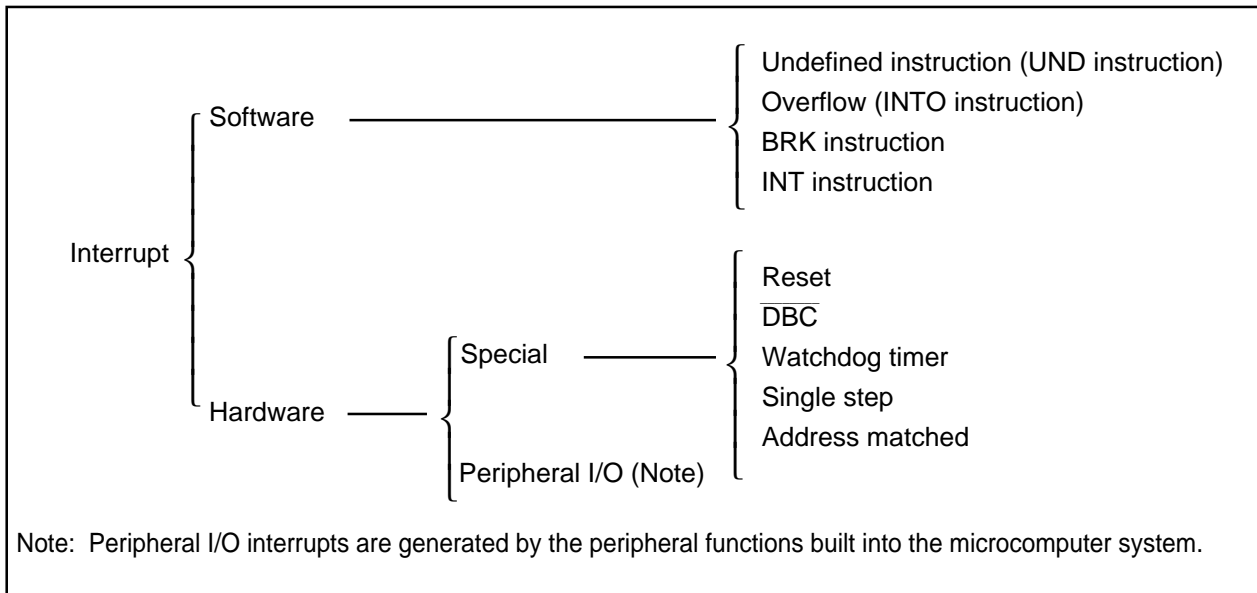 Interrupt
Software
Undefined instruction (UND instruction)
Overflow (INTO instruction)
BRK instruction
INT instruction
Hardware
Special
Reset
DBC
Watchdog timer
Single step
Address matched
Peripheral I/O (Note)
Note: Peripheral I/O interrupts are generated by the peripheral functions built into the microcomputer system.